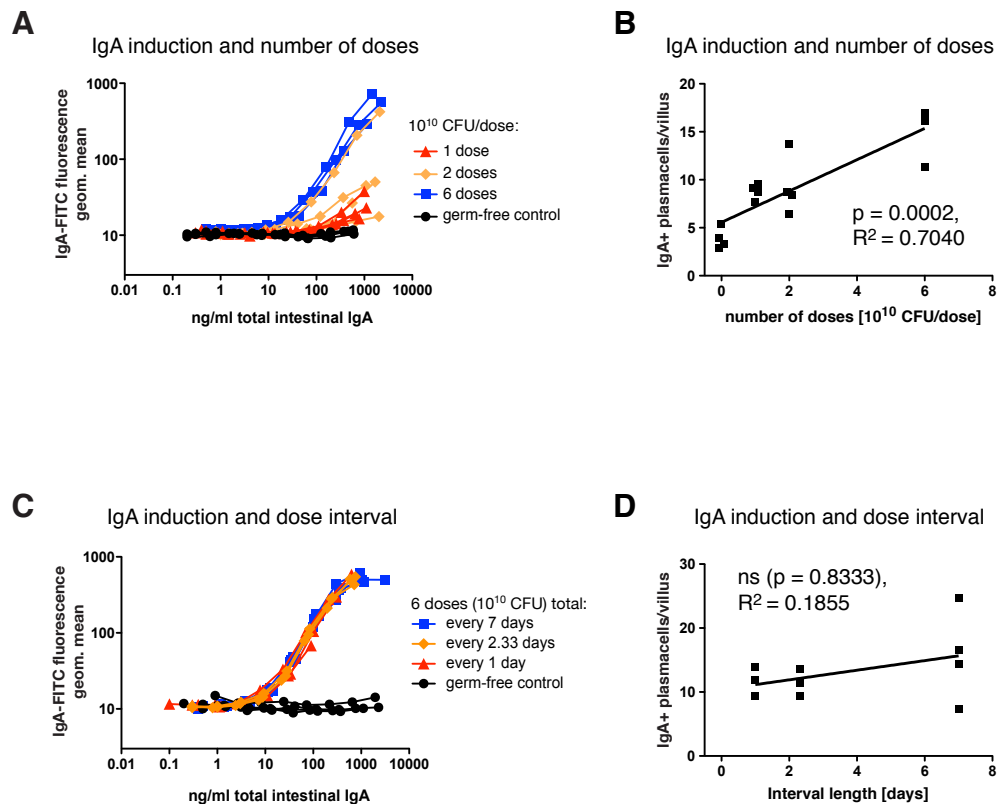 A
IgA induction and number of doses
IgA-FITC fluorescence
geom. mean
1000
100
10
0.01 0.1 1 10 100 1000 10000
ng/ml total intestinal IgA
10¹⁰ CFU/dose:
1 dose
2 doses
6 doses
germ-free control
B
IgA induction and number of doses
IgA+ plasmacells/villus
20
15
10
5
0
0 2 4 6 8
number of doses [10¹⁰ CFU/dose]
p = 0.0002,
R² = 0.7040
C
IgA induction and dose interval
IgA-FITC fluorescence
geom. mean
1000
100
10
0.01 0.1 1 10 100 1000 10000
ng/ml total intestinal IgA
6 doses (10¹⁰ CFU) total:
every 7 days
every 2.33 days
every 1 day
germ-free control
D
IgA induction and dose interval
IgA+ plasmacells/villus
30
20
10
0
0 2 4 6 8
Interval length [days]
ns (p = 0.8333),
R² = 0.1855